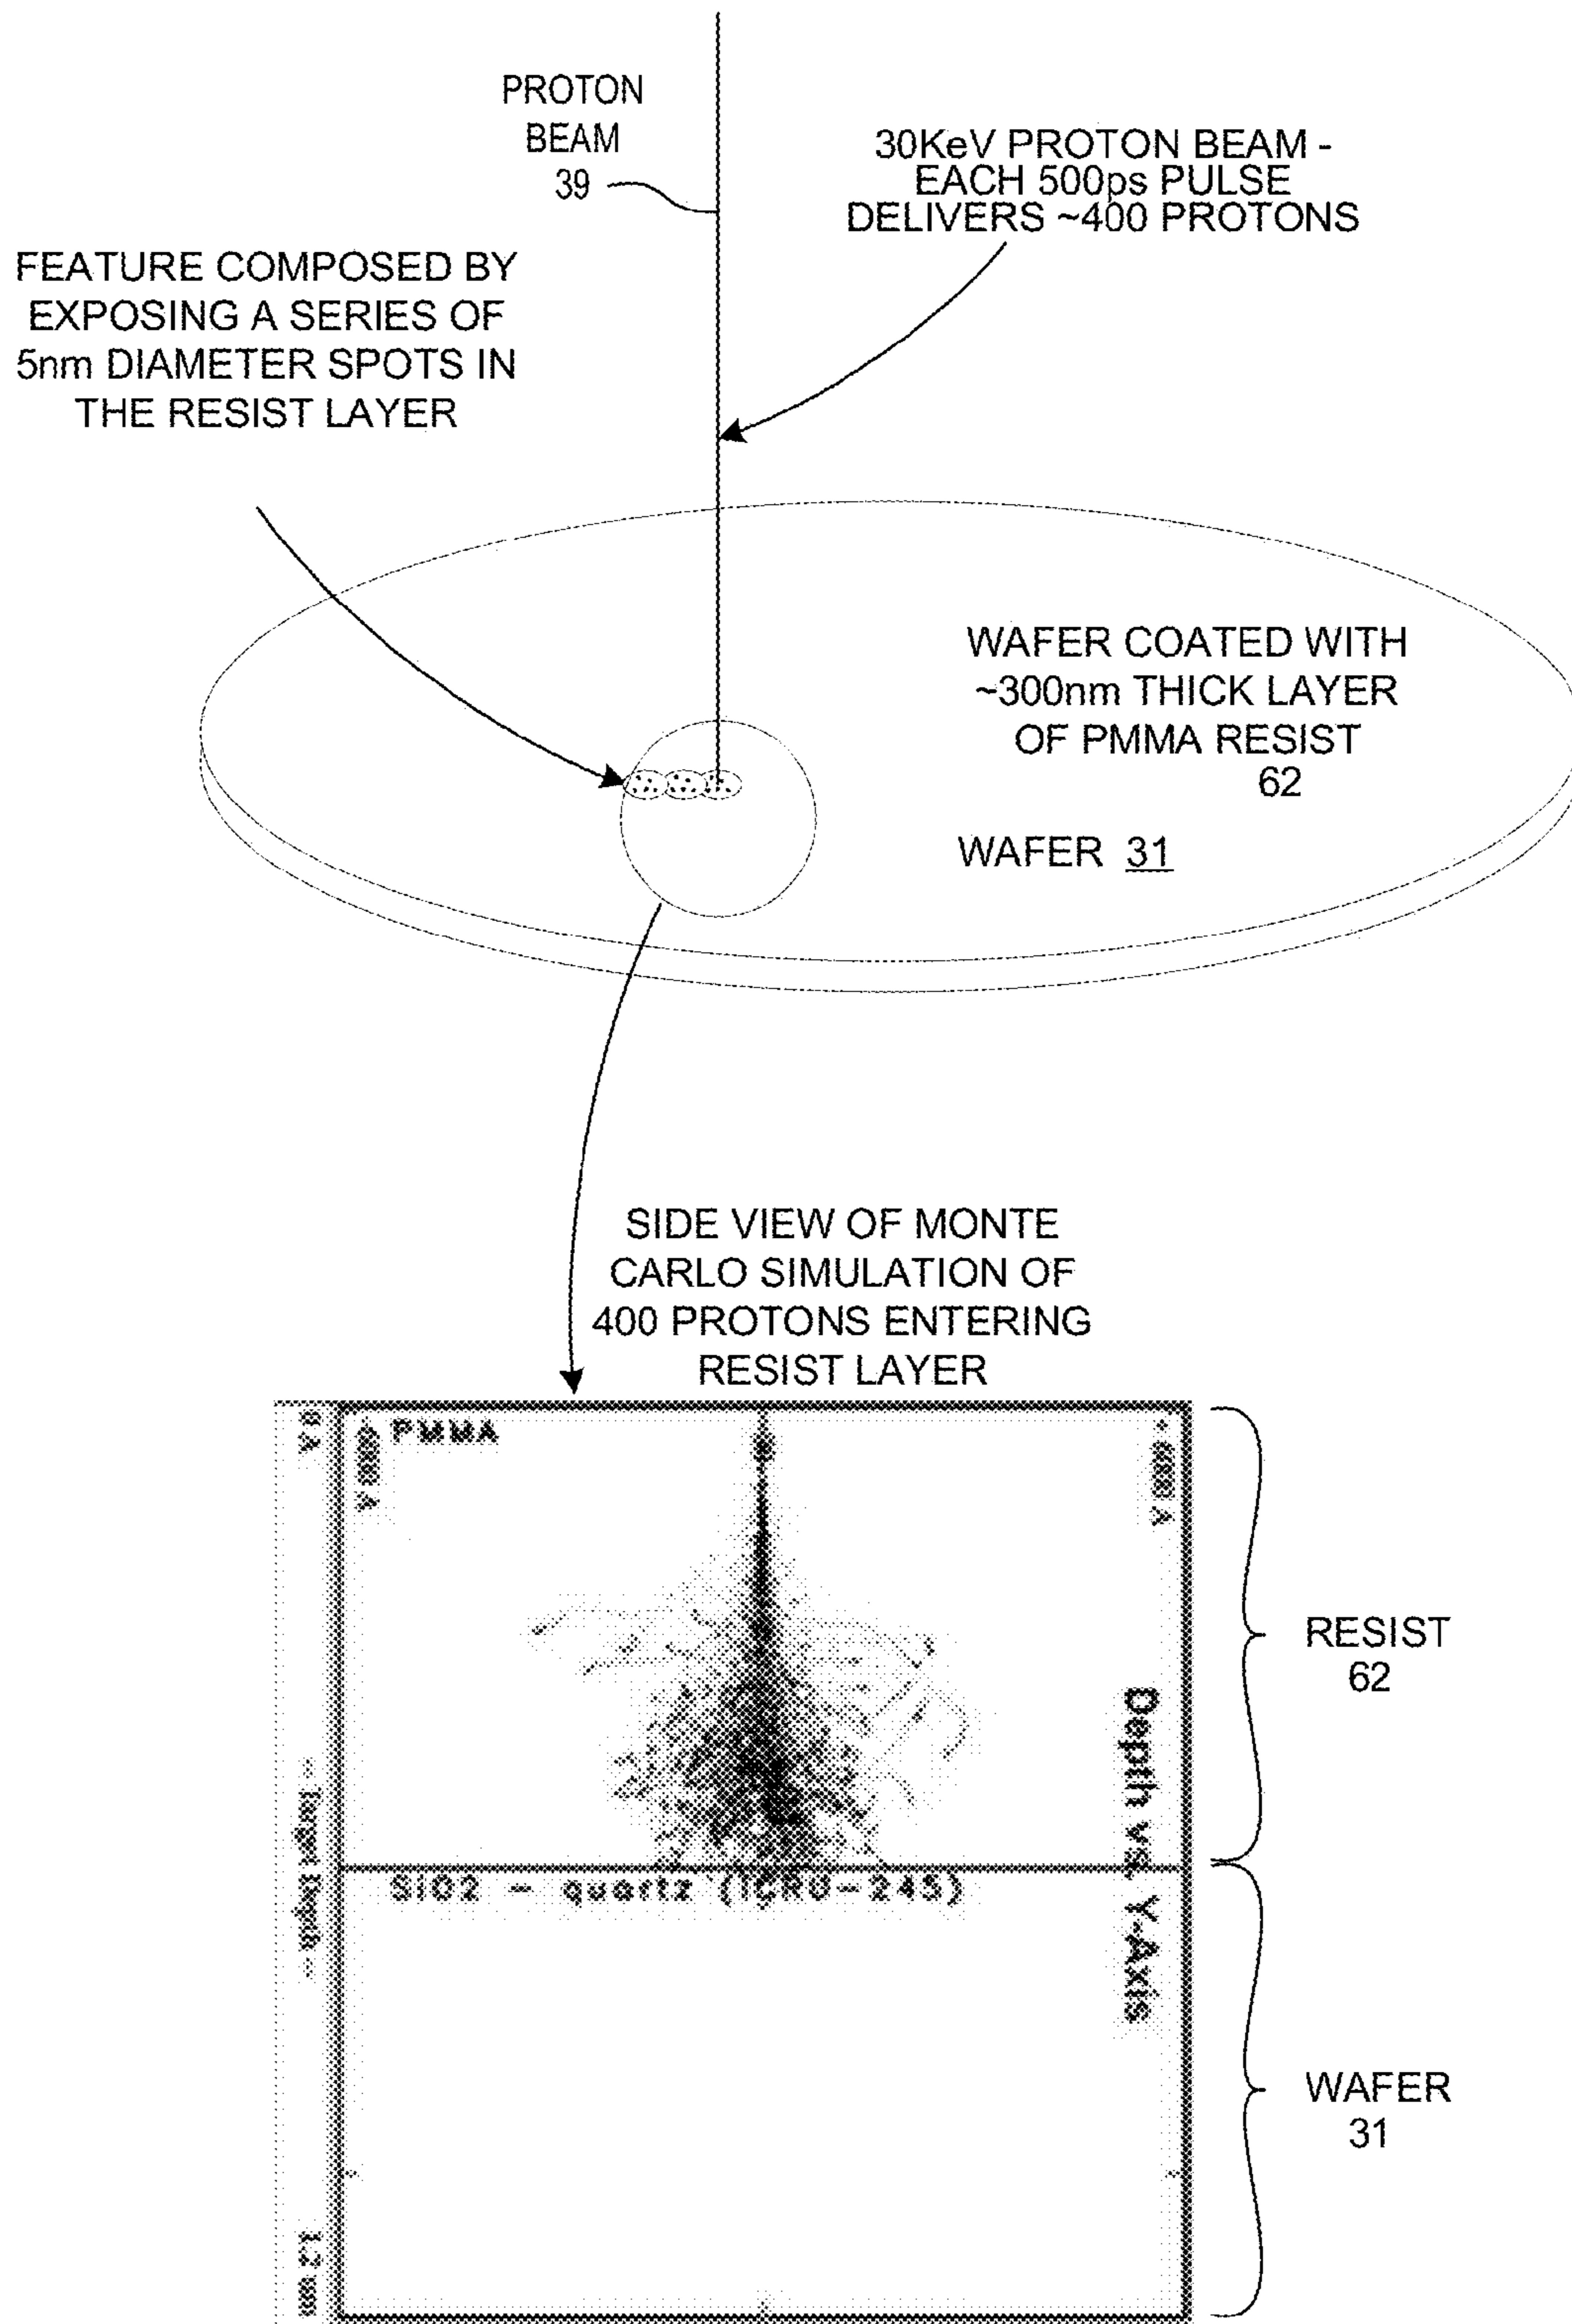 PROTON
BEAM
39
30KeV PROTON BEAM -
EACH 500ps PULSE
DELIVERS ~400 PROTONS
FEATURE COMPOSED BY
EXPOSING A SERIES OF
5nm DIAMETER SPOTS IN
THE RESIST LAYER
WAFER COATED WITH
~300nm THICK LAYER
OF PMMA RESIST
62
WAFER 31
SIDE VIEW OF MONTE
CARLO SIMULATION OF
400 PROTONS ENTERING
RESIST LAYER
0 A
PMMA
RESIST
62
Depth vs. Y-Axis
-- Target Depth --
SiO2 - quartz (ICRU-245)
WAFER
31